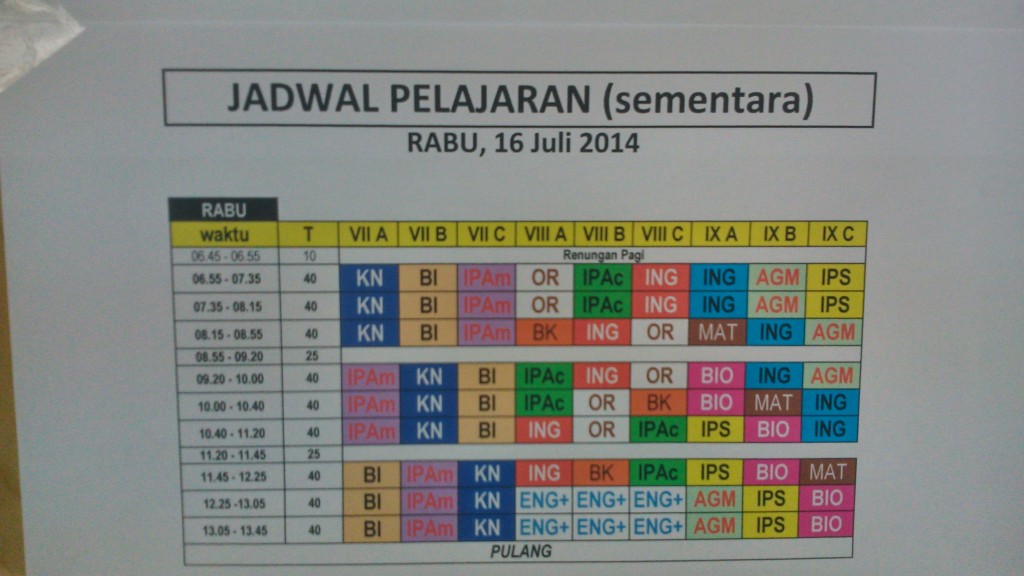 JADWAL PELAJARAN (sementara)
RABU, 16 Juli 2014
RABU
waktu T VII A VII B VII C VIII A VIII B VIII C IX A IX B IX C
06.45 - 06.55 10 Renungan Pagi
06.55 - 07.35 40 KN BI IPAm OR IPAc ING ING AGM IPS
07.35 - 08.15 40 KN BI IPAm OR IPAc ING ING AGM IPS
08.15 - 08.55 40 KN BI IPAm BK ING OR MAT ING AGM
08.55 - 09.20 25
09.20 - 10.00 40 IPAm KN BI IPAc ING OR BIO ING AGM
10.00 - 10.40 40 IPAm KN BI IPAc OR BK BIO MAT ING
10.40 - 11.20 40 IPAm KN BI ING OR IPAc IPS BIO ING
11.20 - 11.45 25
11.45 - 12.25 40 BI IPAm KN ING BK IPAc IPS BIO MAT
12.25 -13.05 40 BI IPAm KN ENG+ ENG+ ENG+ AGM IPS BIO
13.05 - 13.45 40 BI IPAm KN ENG+ ENG+ ENG+ AGM IPS BIO
PULANG